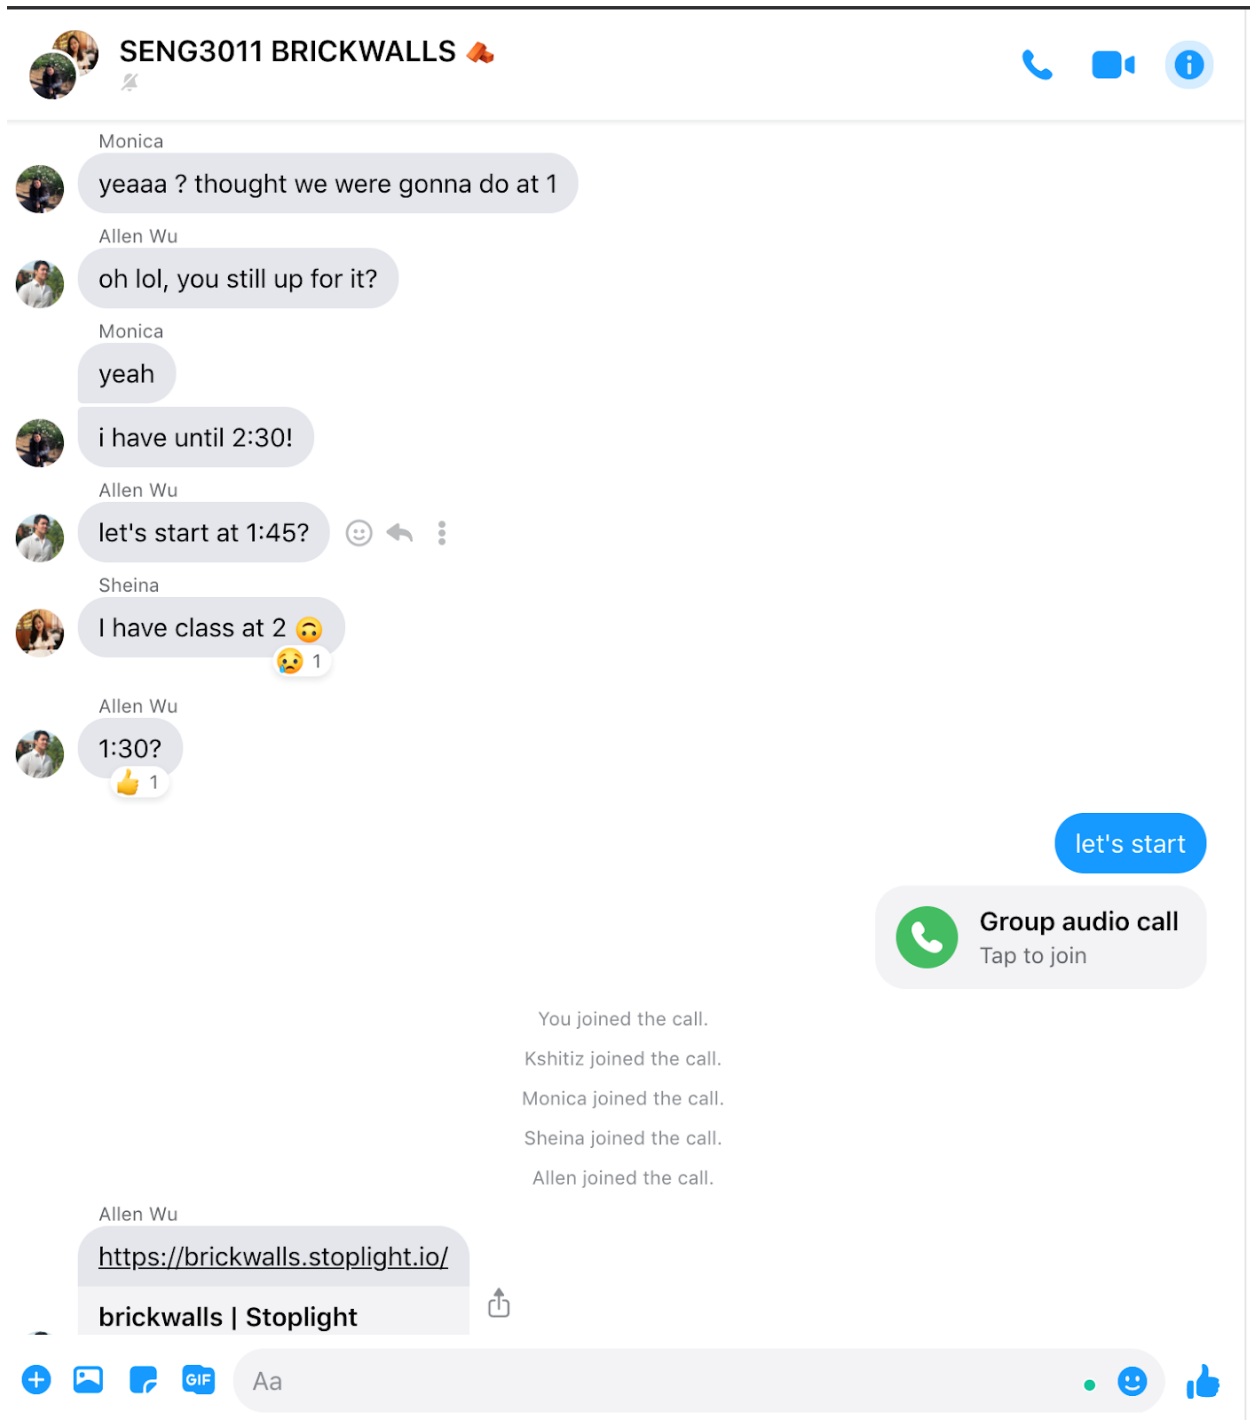 SENG3011 BRICKWALLS 🧱
Monica
yeaaa ? thought we were gonna do at 1
Allen Wu
oh lol, you still up for it?
Monica
yeah
i have until 2:30!
Allen Wu
let's start at 1:45?
Sheina
I have class at 2 🙃
😢 1
Allen Wu
1:30?
👍 1
let's start
Group audio call
Tap to join
You joined the call.
Kshitiz joined the call.
Monica joined the call.
Sheina joined the call.
Allen joined the call.
Allen Wu
https://brickwalls.stoplight.io/
brickwalls | Stoplight
GIF
Aa